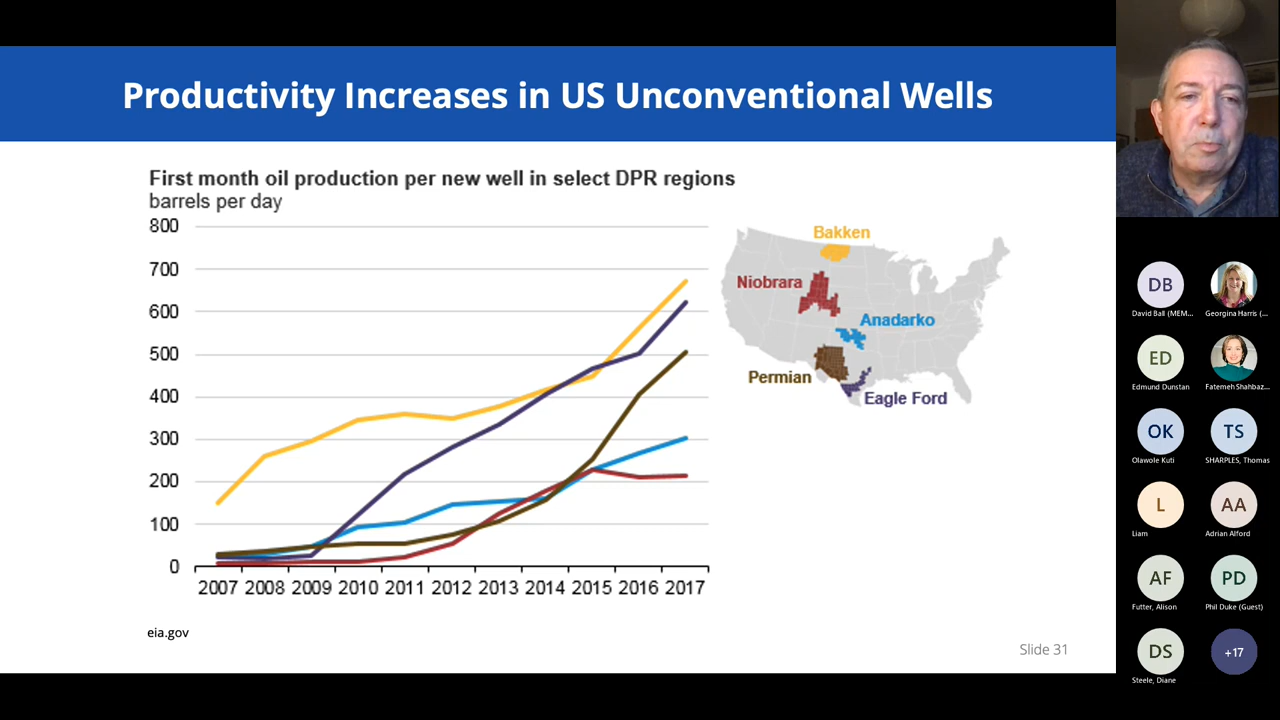 Productivity Increases in US Unconventional Wells
First month oil production per new well in select DPR regions
barrels per day
800
700
600
500
400
300
200
100
0
2007 2008 2009 2010 2011 2012 2013 2014 2015 2016 2017
Bakken
Niobrara
Anadarko
Permian
Eagle Ford
eia.gov
Slide 31
DB
David Ball (MEM...
Georgina Harris (...
ED
Edmund Dunstan
Fatemeh Shahbaz...
OK
Olawole Kuti
TS
SHARPLES, Thomas
L
Liam
AA
Adrian Alford
AF
Futter, Alison
PD
Phil Duke (Guest)
DS
Steele, Diane
+17